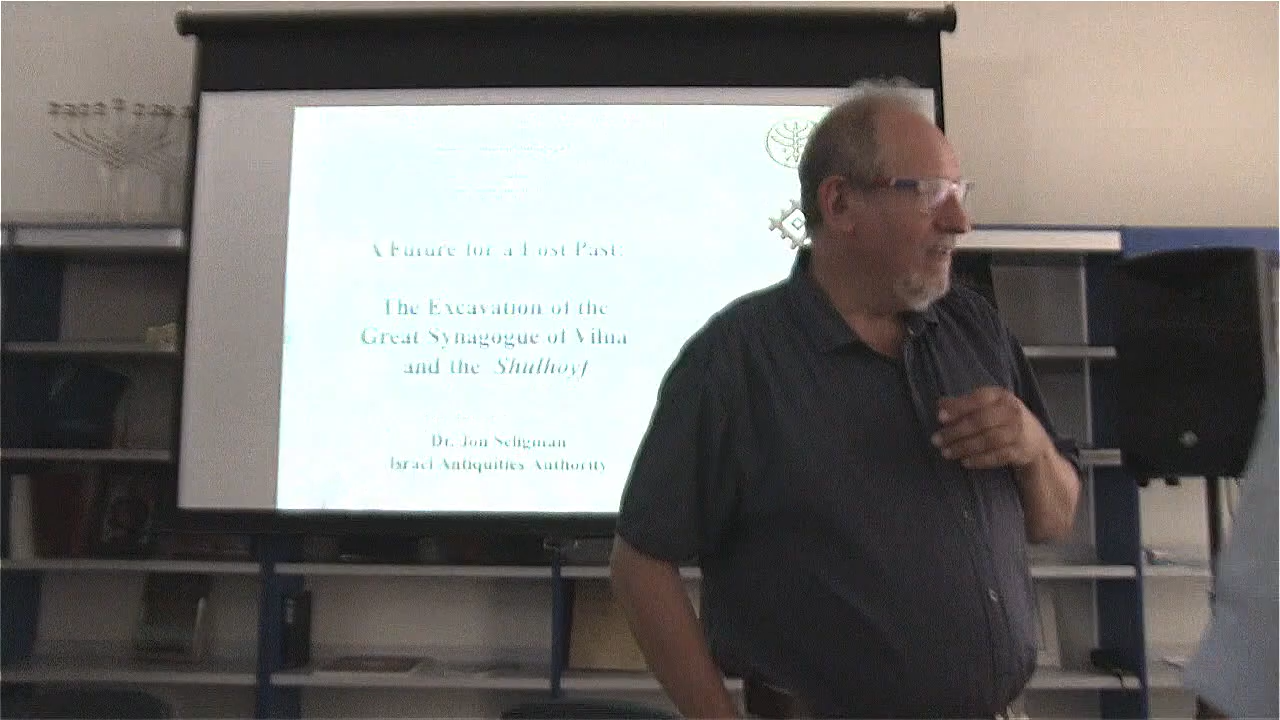 A Future for a Lost Past:
The Excavation of the
Great Synagogue of Vilna
and the Shulhoyf
Dr. Jon Seligman
Israel Antiquities Authority